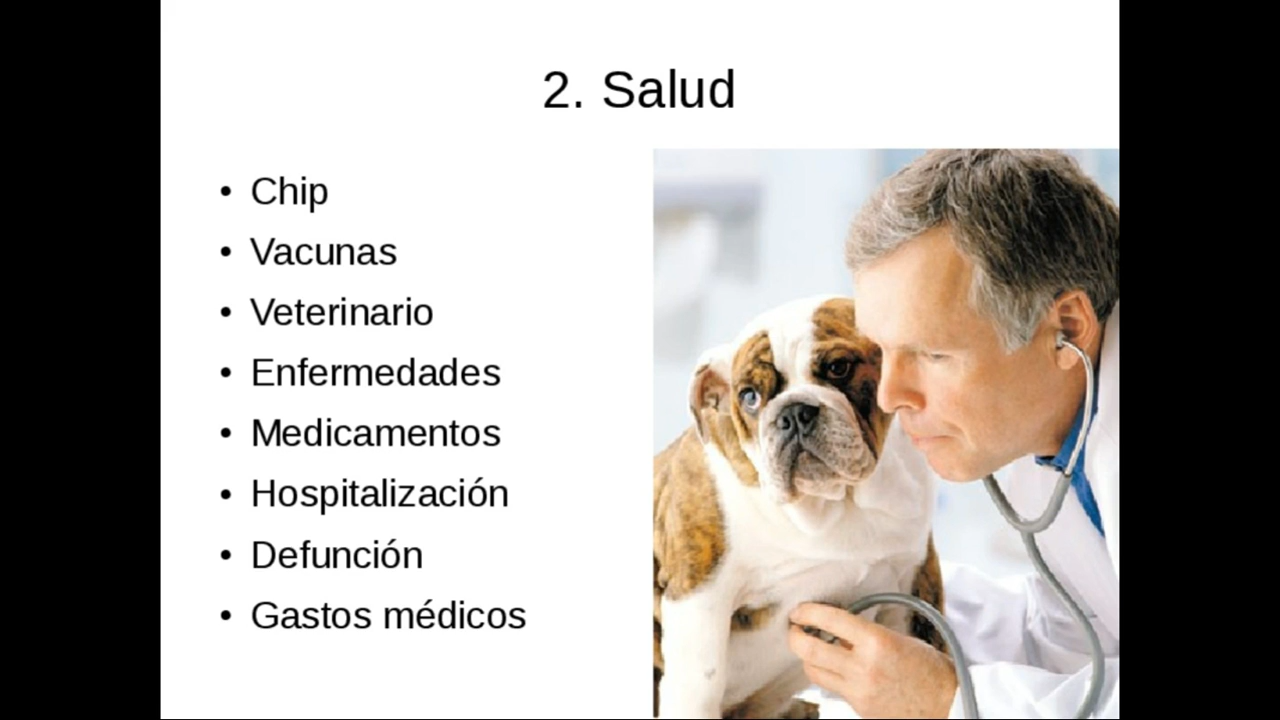 2. Salud
• Chip
• Vacunas
• Veterinario
• Enfermedades
• Medicamentos
• Hospitalización
• Defunción
• Gastos médicos